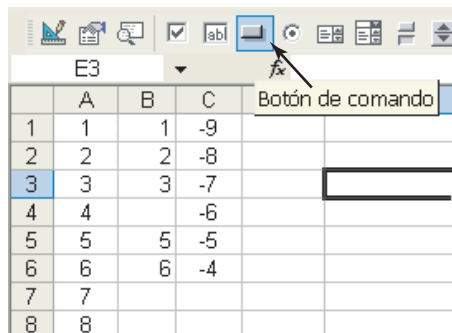 abl
E3 fx
Botón de comando
A B C
1 1 1 -9
2 2 2 -8
3 3 3 -7
4 4 -6
5 5 5 -5
6 6 6 -4
7 7
8 8